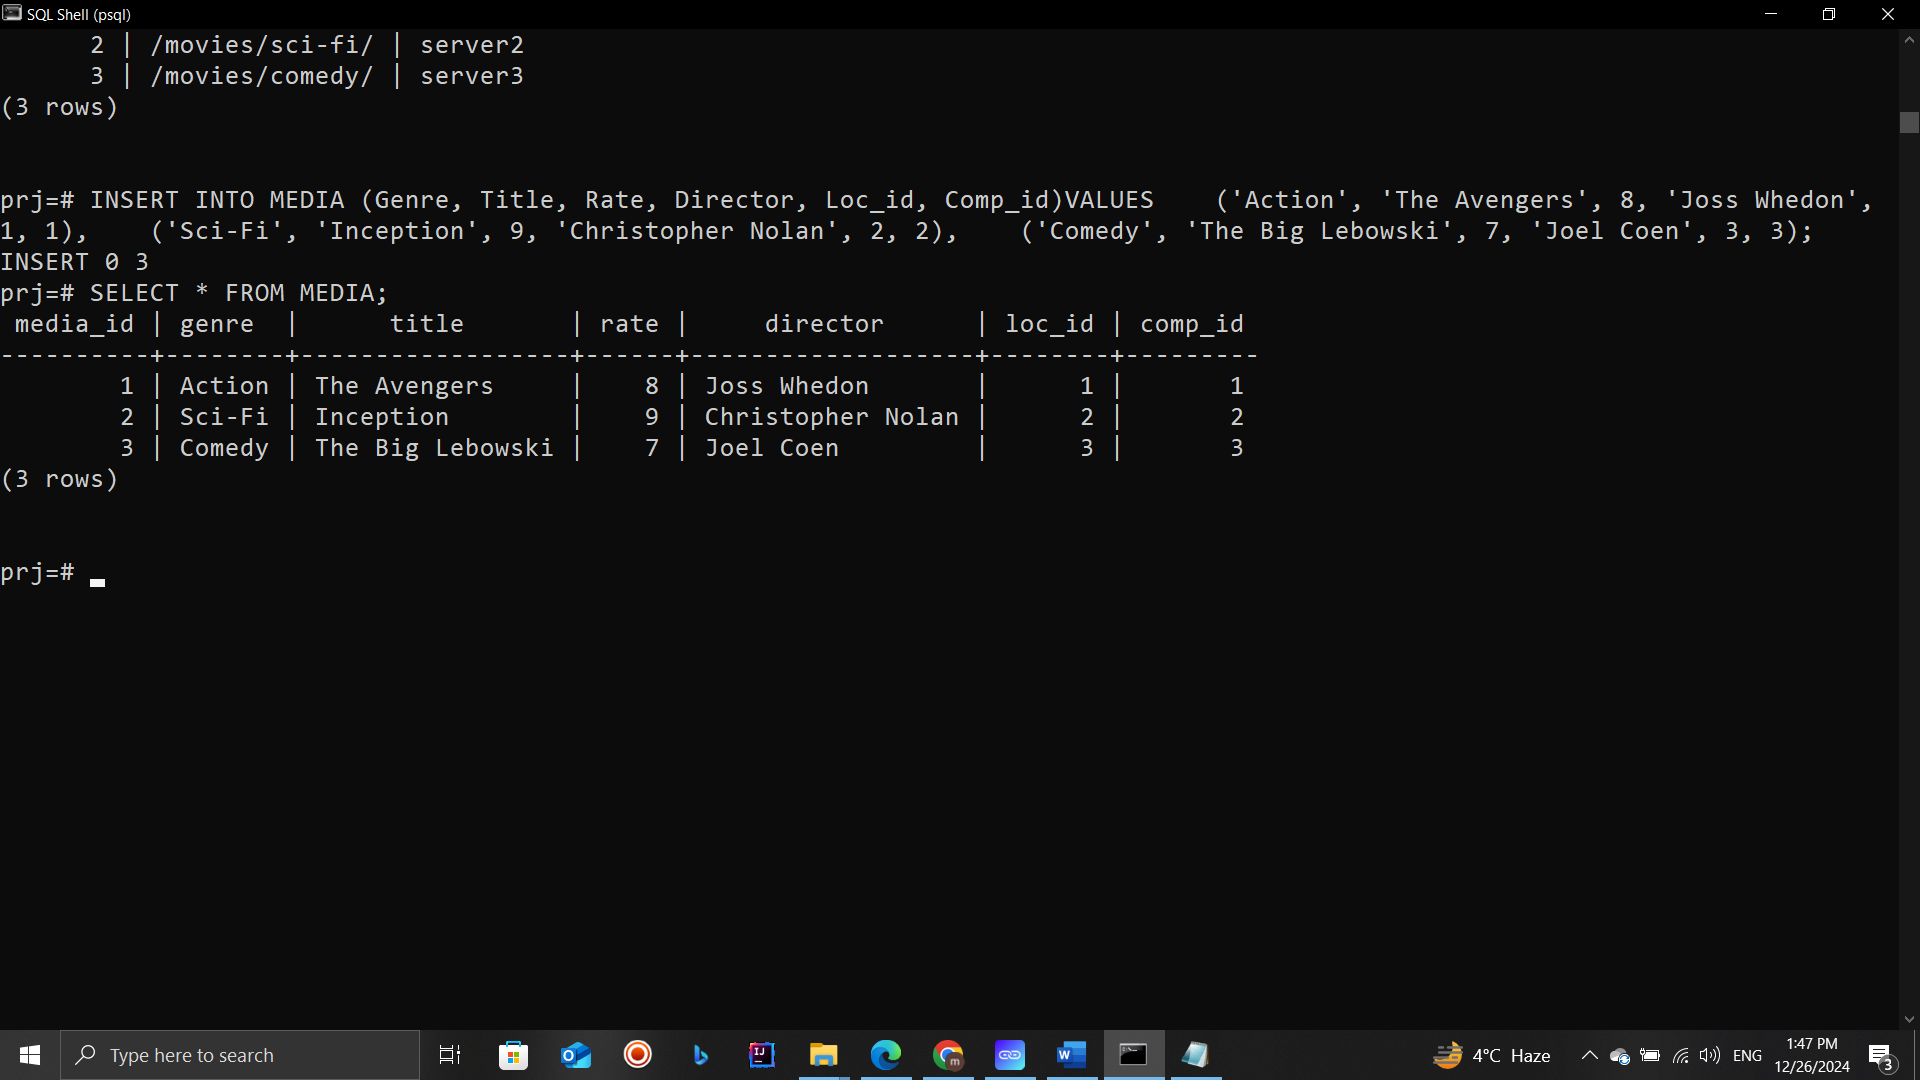 SQL Shell (psql)
2 | /movies/sci-fi/ | server2
3 | /movies/comedy/ | server3
(3 rows)
prj=# INSERT INTO MEDIA (Genre, Title, Rate, Director, Loc_id, Comp_id)VALUES    ('Action', 'The Avengers', 8, 'Joss Whedon',
1, 1),    ('Sci-Fi', 'Inception', 9, 'Christopher Nolan', 2, 2),    ('Comedy', 'The Big Lebowski', 7, 'Joel Coen', 3, 3);
INSERT 0 3
prj=# SELECT * FROM MEDIA;
media_id | genre  |      title       | rate |     director      | loc_id | comp_id
----------+--------+------------------+------+-------------------+--------+---------
1 | Action | The Avengers     |    8 | Joss Whedon       |      1 |       1
2 | Sci-Fi | Inception        |    9 | Christopher Nolan |      2 |       2
3 | Comedy | The Big Lebowski |    7 | Joel Coen         |      3 |       3
(3 rows)
prj=#
Type here to search
4°C Haze
ENG
1:47 PM
12/26/2024
3